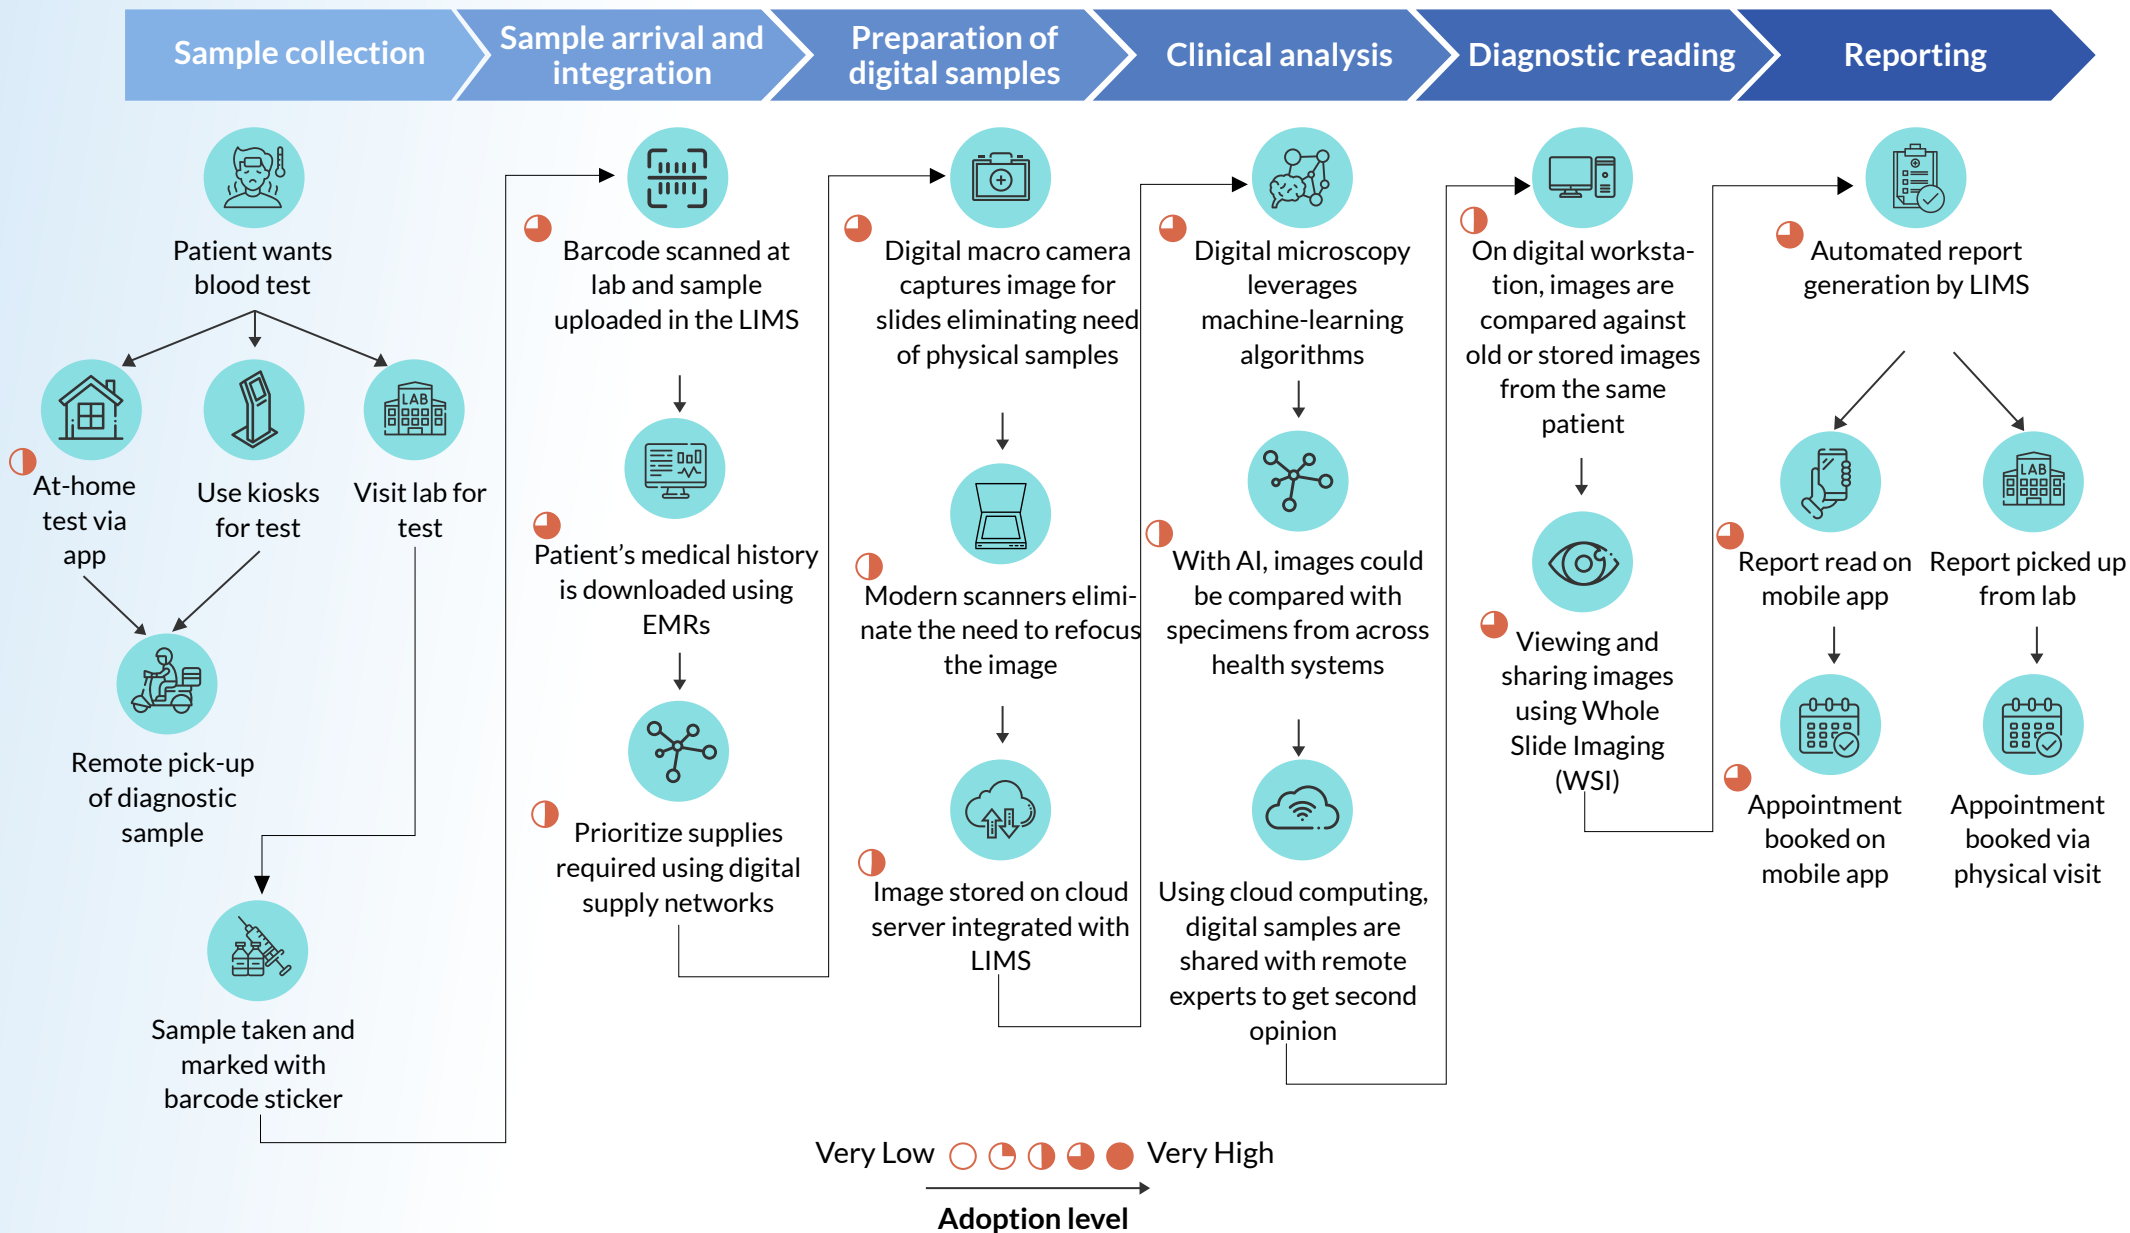 Sample collection
Sample arrival and
integration
Preparation of
digital samples
Clinical analysis
Diagnostic reading
Reporting
Patient wants
blood test
At-home
test via
app
Use kiosks
for test
LAB
Visit lab for
test
Remote pick-up
of diagnostic
sample
Sample taken and
marked with
barcode sticker
Barcode scanned at
lab and sample
uploaded in the LIMS
Patient’s medical history
is downloaded using
EMRs
Prioritize supplies
required using digital
supply networks
Digital macro camera
captures image for
slides eliminating need
of physical samples
Modern scanners elimi-
nate the need to refocus
the image
Image stored on cloud
server integrated with
LIMS
Digital microscopy
leverages
machine-learning
algorithms
With AI, images could
be compared with
specimens from across
health systems
Using cloud computing,
digital samples are
shared with remote
experts to get second
opinion
On digital worksta-
tion, images are
compared against
old or stored images
from the same
patient
Viewing and
sharing images
using Whole
Slide Imaging
(WSI)
Automated report
generation by LIMS
Report read on
mobile app
LAB
Report picked up
from lab
Appointment
booked on
mobile app
Appointment
booked via
physical visit
Very Low
Very High
Adoption level